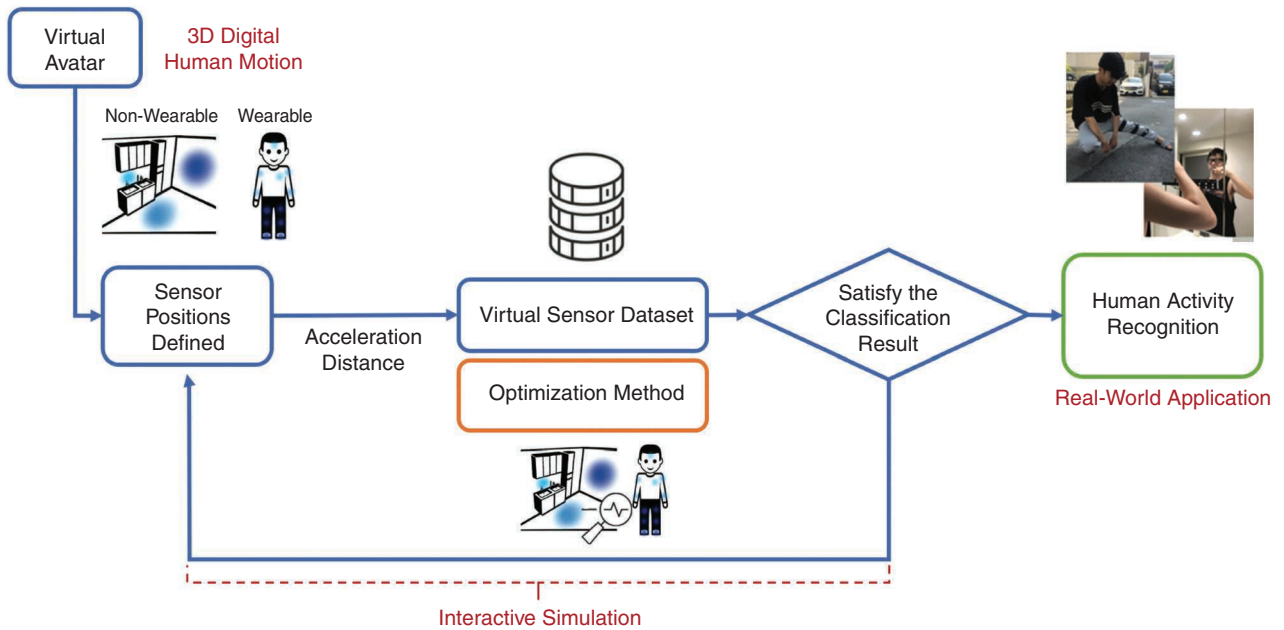 Virtual
Avatar
3D Digital
Human Motion
Non-Wearable
Wearable
Sensor
Positions
Defined
Acceleration
Distance
Virtual Sensor Dataset
Optimization Method
Satisfy the
Classification
Result
Human Activity
Recognition
Real-World Application
Interactive Simulation